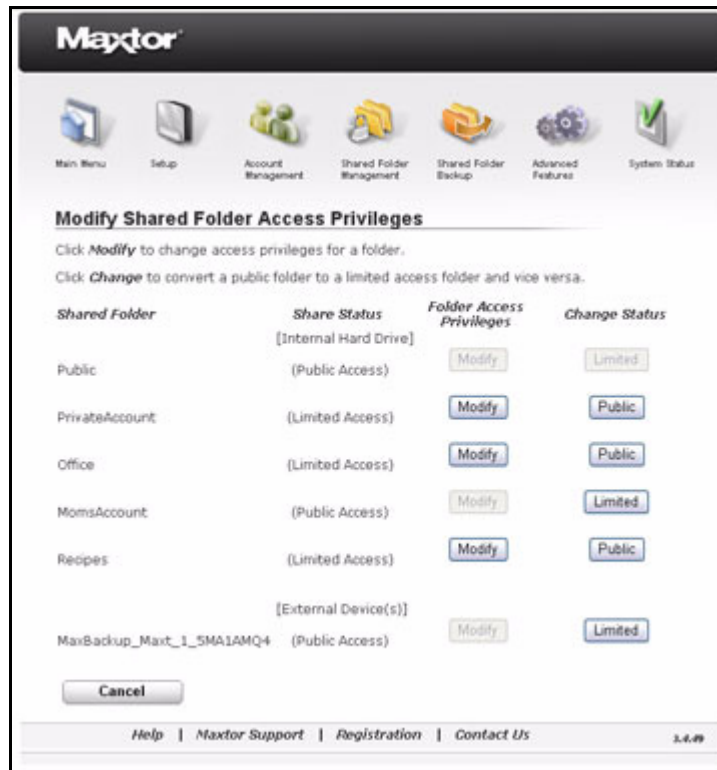 Maxtor
Main Menu
Setup
Account Management
Shared Folder Management
Shared Folder Backup
Advanced Features
System Status
Modify Shared Folder Access Privileges
Click Modify to change access privileges for a folder.
Click Change to convert a public folder to a limited access folder and vice versa.
Shared Folder Share Status Folder Access Privileges Change Status
[Internal Hard Drive]
Public (Public Access) Modify Limited
PrivateAccount (Limited Access) Modify Public
Office (Limited Access) Modify Public
MomsAccount (Public Access) Modify Limited
Recipes (Limited Access) Modify Public
[External Device(s)]
MaxBackup_Maxt_1_5MA1AMQ4 (Public Access) Modify Limited
Cancel
Help | Maxtor Support | Registration | Contact Us